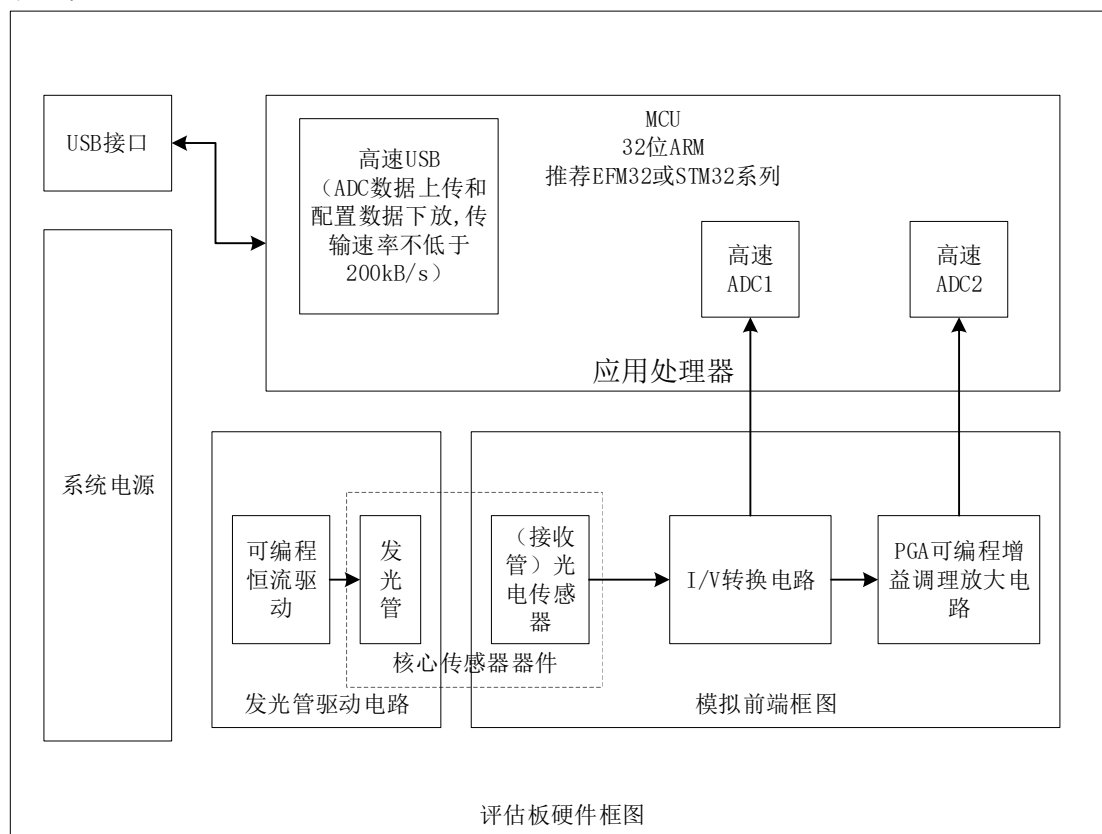 USB接口
高速USB
（ADC数据上传和
配置数据下放,传
输速率不低于
200kB/s）
MCU
32位ARM
推荐EFM32或STM32系列
高速
ADC1
高速
ADC2
应用处理器
系统电源
可编程
恒流驱
动
发
光
管
（接收
管）光
电传感
器
I/V转换电路
PGA可编程增
益调理放大电
路
核心传感器器件
发光管驱动电路
模拟前端框图
评估板硬件框图